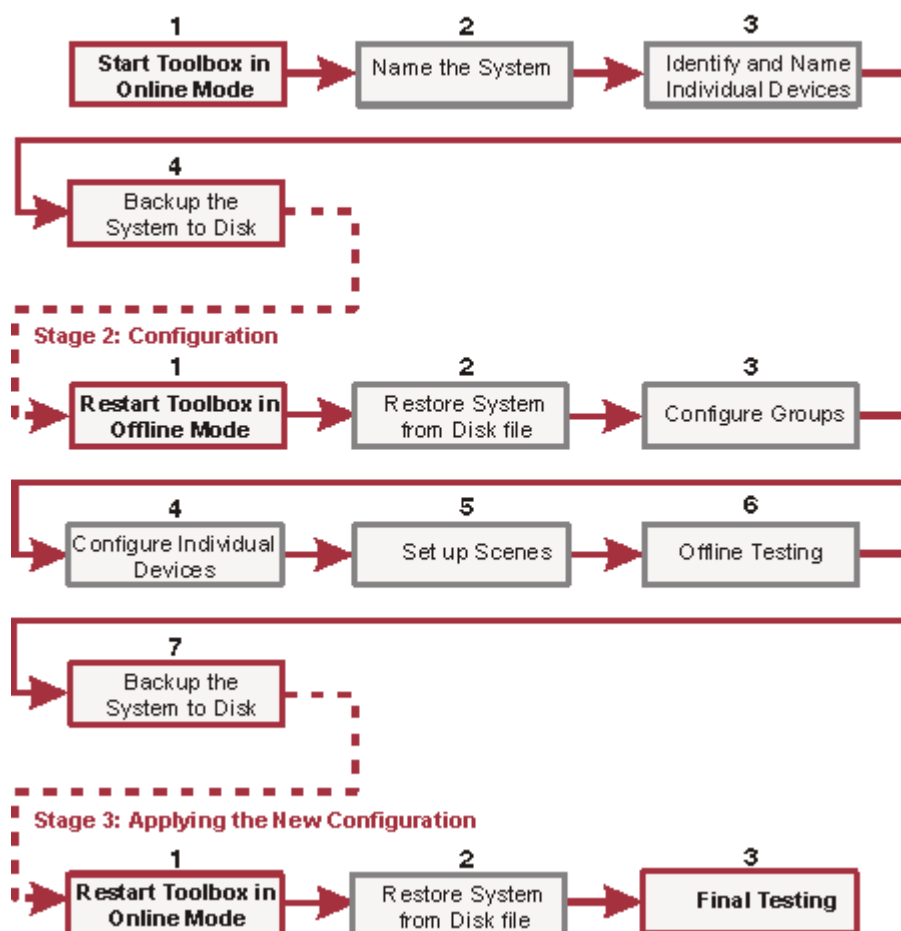 1
2
3
Start Toolbox in
Online Mode
Name the System
Identify and Name
Individual Devices
4
Backup the
System to Disk
Stage 2: Configuration
1
2
3
Restart Toolbox in
Offline Mode
Restore System
from Disk file
Configure Groups
4
5
6
Configure Individual
Devices
Set up Scenes
Offline Testing
7
Backup the
System to Disk
Stage 3: Applying the New Configuration
1
2
3
Restart Toolbox in
Online Mode
Restore System
from Disk file
Final Testing